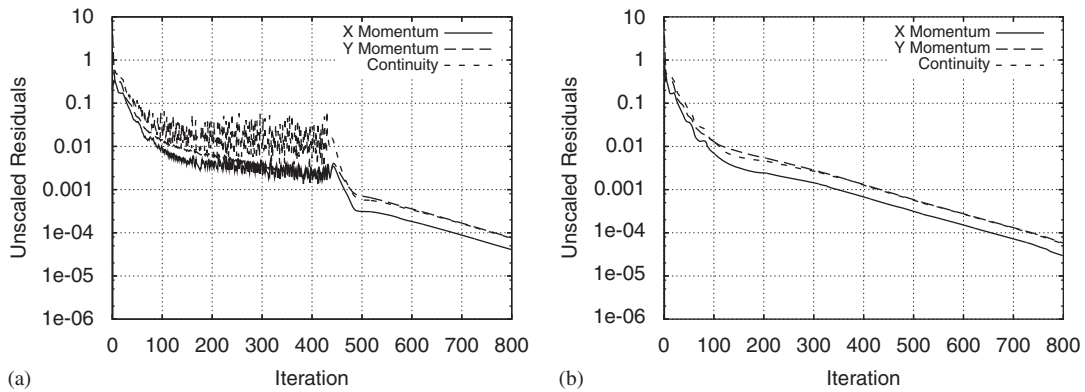 10
1
0.1
0.01
0.001
1e-04
1e-05
1e-06
Unscaled Residuals
X Momentum
Y Momentum
Continuity
0 100 200 300 400 500 600 700 800
Iteration
(a)
10
1
0.1
0.01
0.001
1e-04
1e-05
1e-06
Unscaled Residuals
X Momentum
Y Momentum
Continuity
0 100 200 300 400 500 600 700 800
Iteration
(b)